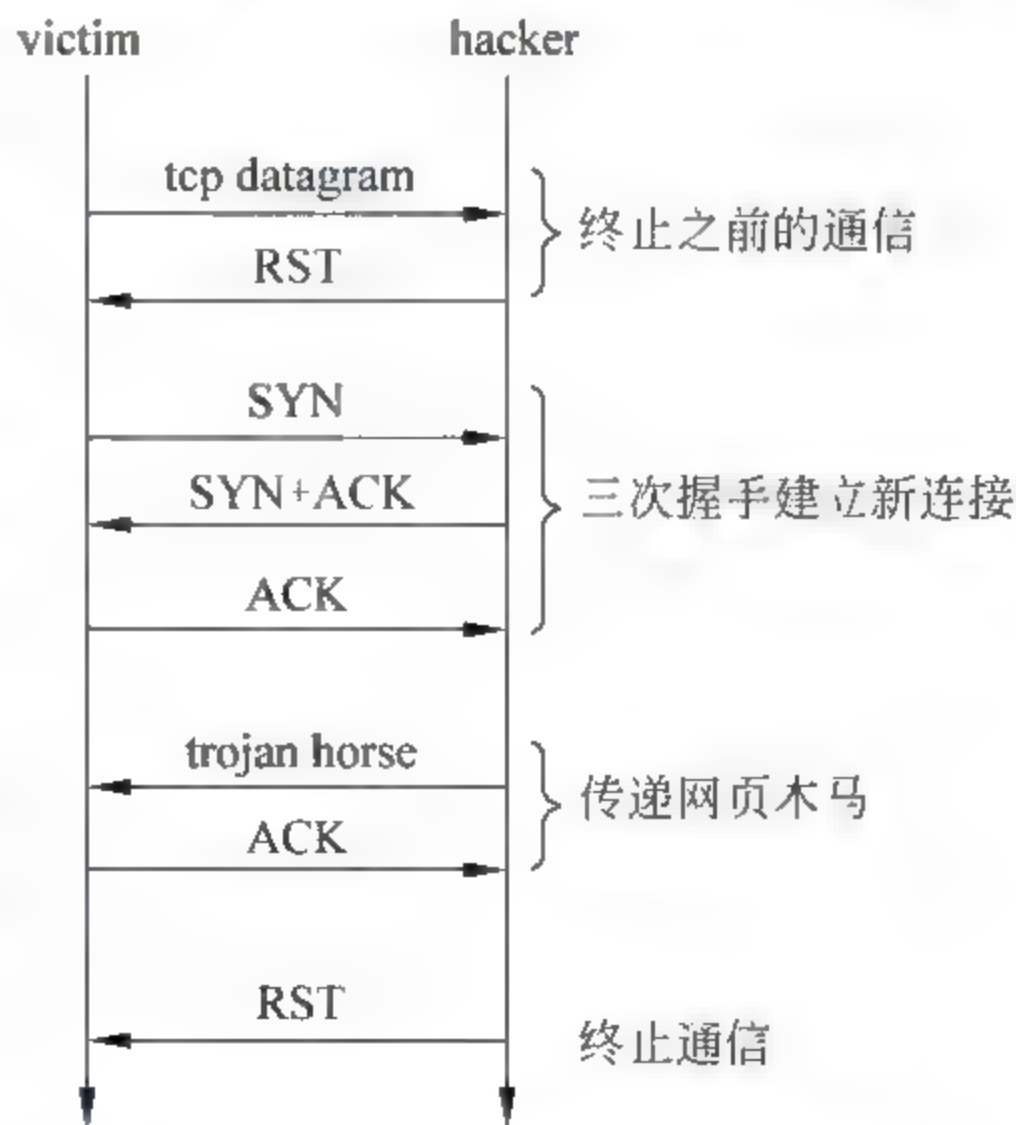 victim
hacker
tcp datagram
RST
终止之前的通信
SYN
SYN+ACK
ACK
三次握手建立新连接
trojan horse
ACK
传递网页木马
RST
终止通信